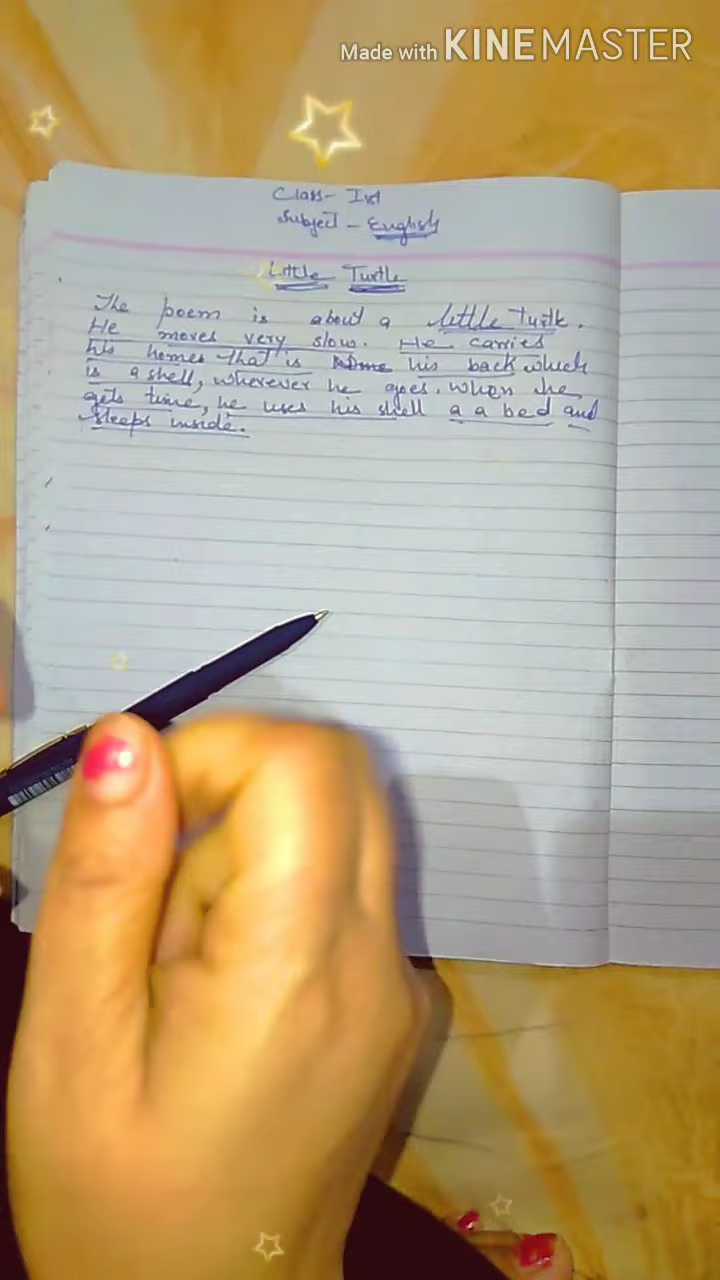 Made with KINEMASTER
Class- Ist
Subject - English
Little Turtle
The poem is about a little Turtle.
He moves very slow. He carries
his homes that is his back which
is a shell, wherever he goes. When he
gets time, he uses his shell a a bed and
sleeps inside.